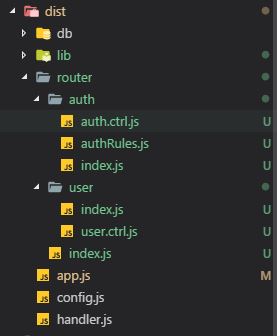 dist
db
lib
router
auth
JS auth.ctrl.js U
JS authRules.js U
JS index.js U
user
JS index.js U
JS user.ctrl.js U
JS index.js U
JS app.js M
JS config.js
JS handler.js